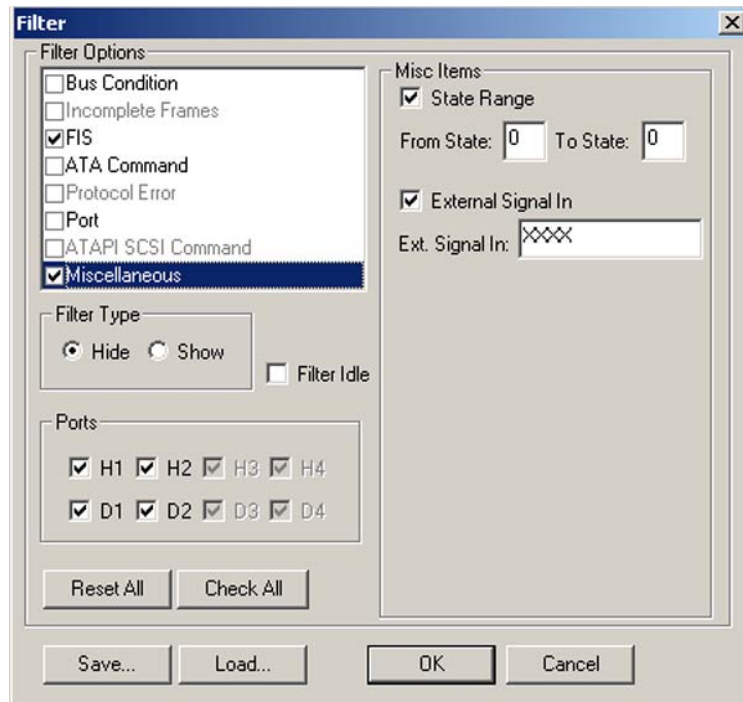 Filter
Filter Options
Bus Condition
Incomplete Frames
FIS
ATA Command
Protocol Error
Port
ATAPI SCSI Command
Miscellaneous
Filter Type
Hide Show
Filter Idle
Ports
H1 H2 H3 H4
D1 D2 D3 D4
Reset All Check All
Misc Items
State Range
From State: 0 To State: 0
External Signal In
Ext. Signal In: XXXX
Save... Load... OK Cancel